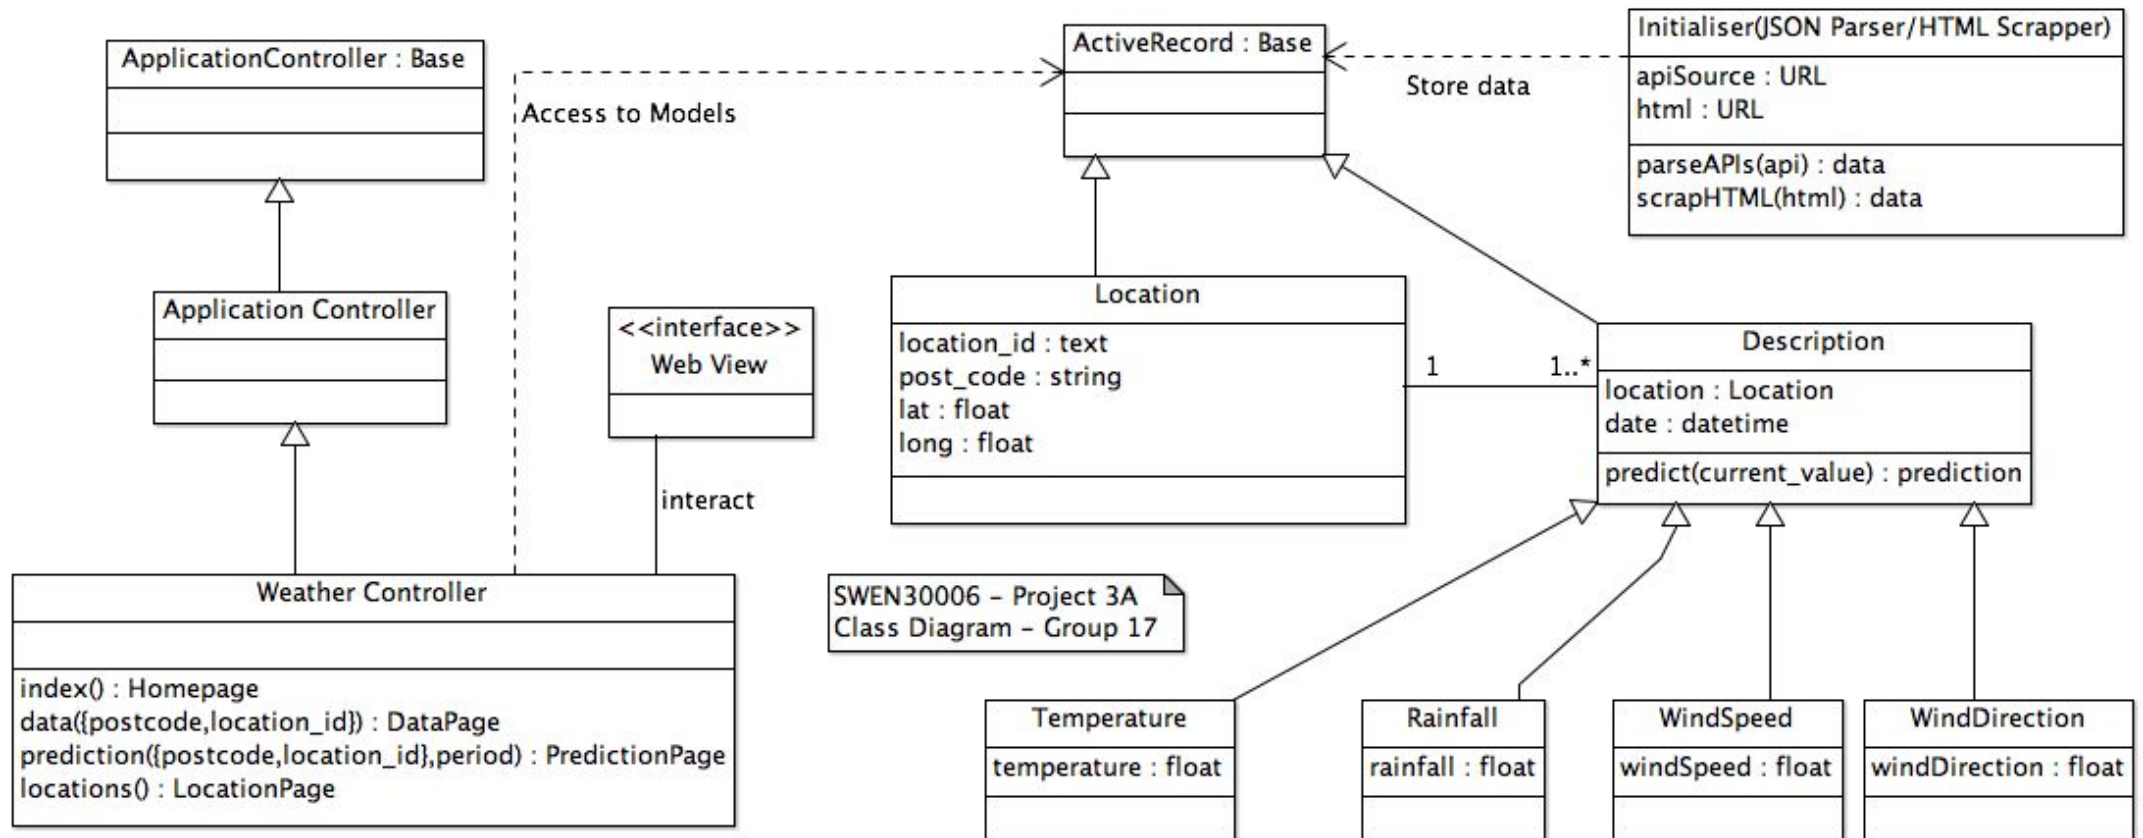 ApplicationController : Base
Access to Models
ActiveRecord : Base
Store data
Initialiser(JSON Parser/HTML Scrapper)
apiSource : URL
html : URL
parseAPIs(api) : data
scrapHTML(html) : data
Application Controller
<<interface>>
Web View
interact
Location
location_id : text
post_code : string
lat : float
long : float
1
1..*
Description
location : Location
date : datetime
predict(current_value) : prediction
Weather Controller
index() : Homepage
data({postcode,location_id}) : DataPage
prediction({postcode,location_id},period) : PredictionPage
locations() : LocationPage
SWEN30006 – Project 3A
Class Diagram – Group 17
Temperature
temperature : float
Rainfall
rainfall : float
WindSpeed
windSpeed : float
WindDirection
windDirection : float